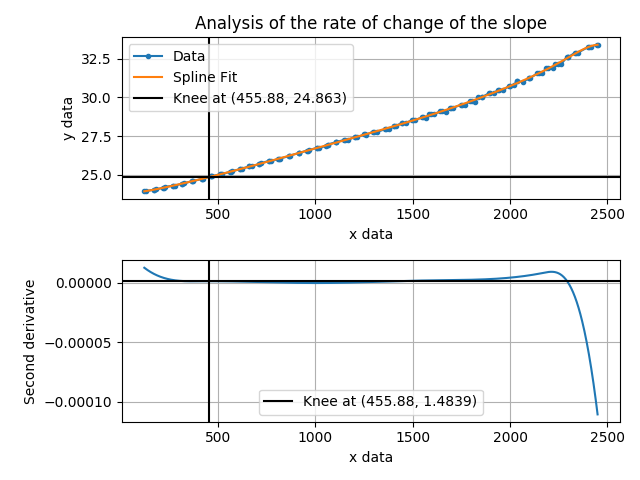 Analysis of the rate of change of the slope
32.5
30.0
27.5
25.0
y data
Data
Spline Fit
Knee at (455.88, 24.863)
500 1000 1500 2000 2500
x data
0.00000
−0.00005
−0.00010
Second derivative
Knee at (455.88, 1.4839)
500 1000 1500 2000 2500
x data